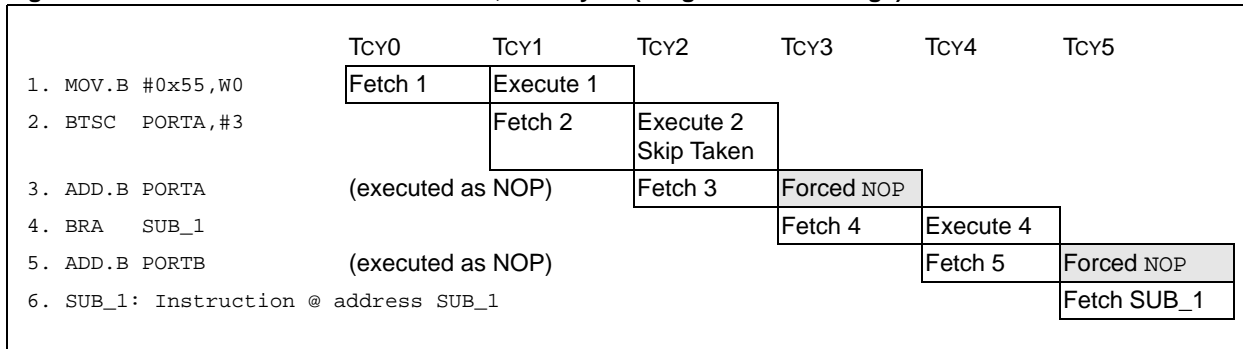 TCY0 TCY1 TCY2 TCY3 TCY4 TCY5
1. MOV.B #0x55,W0 Fetch 1 Execute 1
2. BTSC PORTA,#3 Fetch 2 Execute 2
Skip Taken
3. ADD.B PORTA (executed as NOP) Fetch 3 Forced NOP
4. BRA SUB_1 Fetch 4 Execute 4
5. ADD.B PORTB (executed as NOP) Fetch 5 Forced NOP
6. SUB_1: Instruction @ address SUB_1 Fetch SUB_1